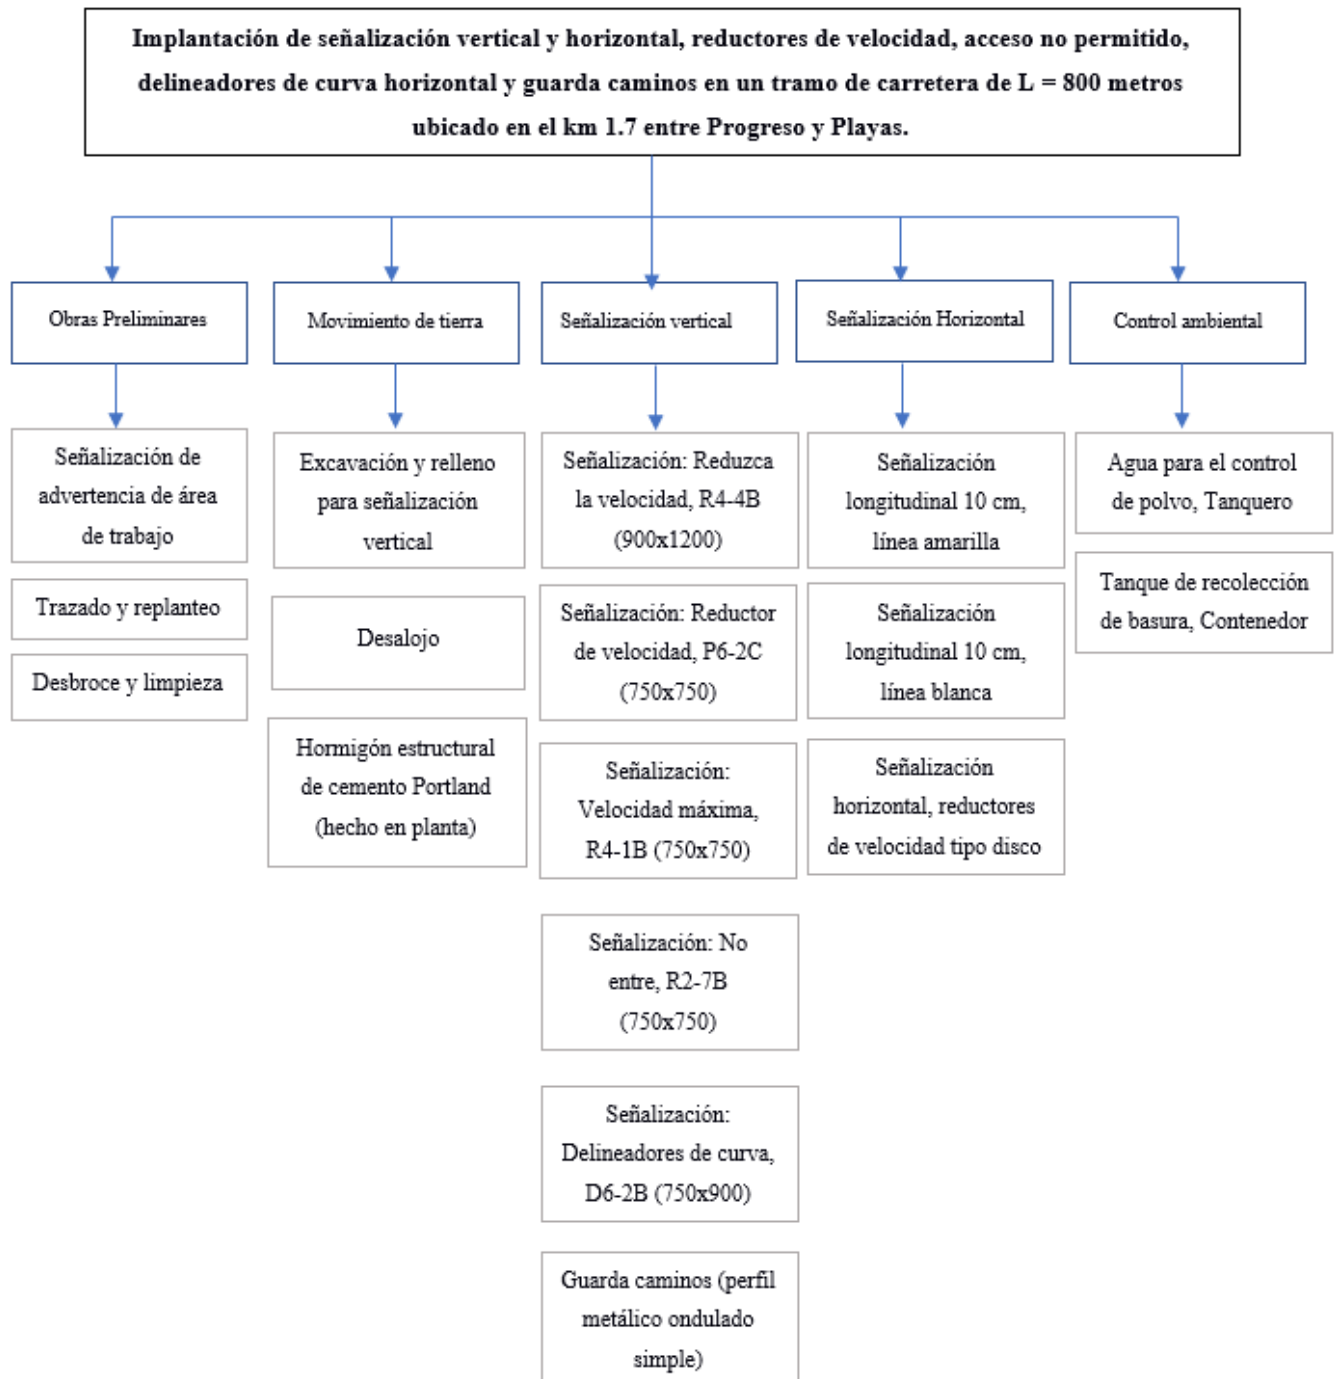 Implantación de señalización vertical y horizontal, reductores de velocidad, acceso no permitido,
delineadores de curva horizontal y guarda caminos en un tramo de carretera de L = 800 metros
ubicado en el km 1.7 entre Progreso y Playas.
Obras Preliminares
Movimiento de tierra
Señalización vertical
Señalización Horizontal
Control ambiental
Señalización de
advertencia de área
de trabajo
Trazado y replanteo
Desbroce y limpieza
Excavación y relleno
para señalización
vertical
Desalojo
Hormigón estructural
de cemento Portland
(hecho en planta)
Señalización: Reduzca
la velocidad, R4-4B
(900x1200)
Señalización: Reductor
de velocidad, P6-2C
(750x750)
Señalización:
Velocidad máxima,
R4-1B (750x750)
Señalización: No
entre, R2-7B
(750x750)
Señalización:
Delineadores de curva,
D6-2B (750x900)
Guarda caminos (perfil
metálico ondulado
simple)
Señalización
longitudinal 10 cm,
línea amarilla
Señalización
longitudinal 10 cm,
línea blanca
Señalización
horizontal, reductores
de velocidad tipo disco
Agua para el control
de polvo, Tanquero
Tanque de recolección
de basura, Contenedor